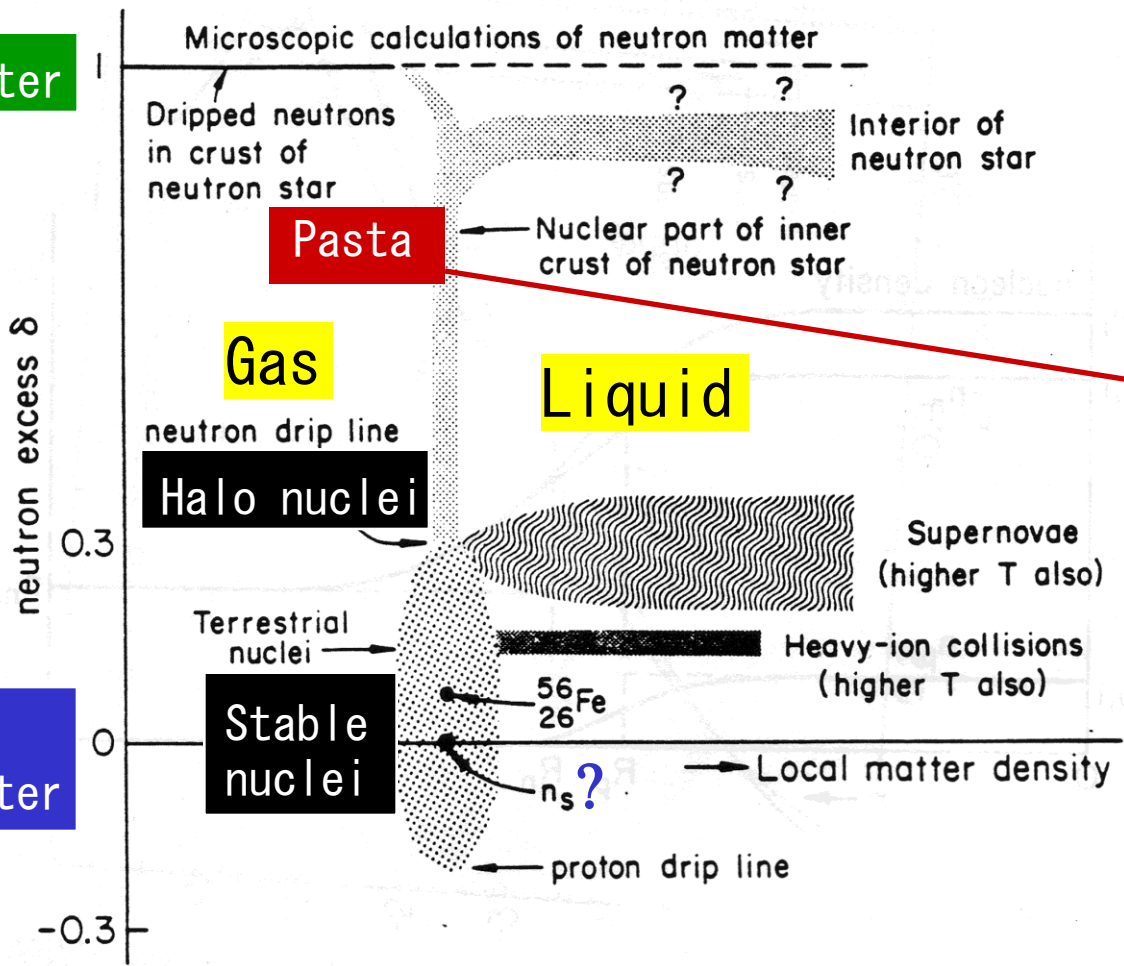 Microscopic calculations of neutron matter
ter
1
Dripped neutrons
in crust of
neutron star
?
?
Interior of
neutron star
?
?
Pasta
Nuclear part of inner
crust of neutron star
neutron excess δ
Gas
Liquid
neutron drip line
Halo nuclei
0.3
Supernovae
(higher T also)
Terrestrial
nuclei
Heavy-ion collisions
(higher T also)
56
26 Fe
Stable
nuclei
0
ter
Local matter density
ns ?
proton drip line
-0.3